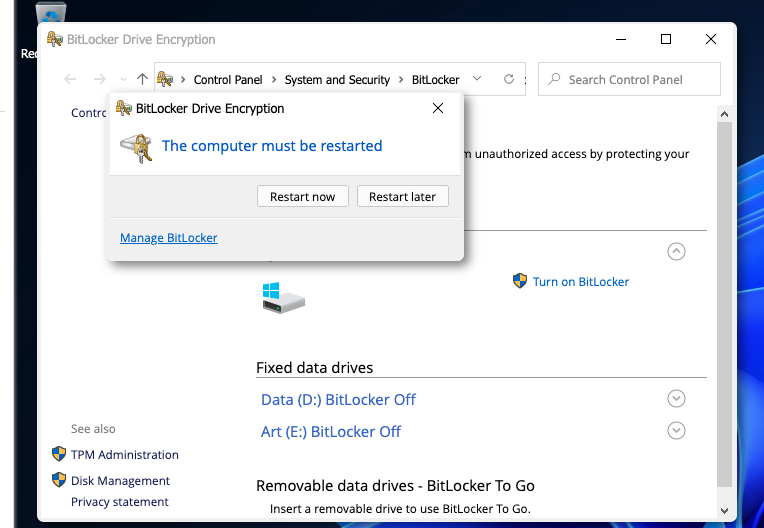 BitLocker Drive Encryption
Control Panel System and Security BitLocker
Search Control Panel
BitLocker Drive Encryption
The computer must be restarted
unauthorized access by protecting your
Restart now Restart later
Manage BitLocker
Turn on BitLocker
Fixed data drives
Data (D:) BitLocker Off
Art (E:) BitLocker Off
See also
TPM Administration
Disk Management
Privacy statement
Removable data drives - BitLocker To Go
Insert a removable drive to use BitLocker To Go.